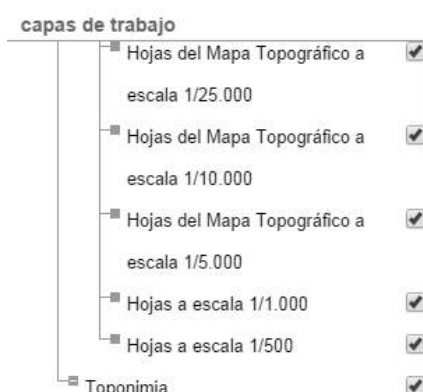 capas de trabajo
Hojas del Mapa Topográfico a
escala 1/25.000
Hojas del Mapa Topográfico a
escala 1/10.000
Hojas del Mapa Topográfico a
escala 1/5.000
Hojas a escala 1/1.000
Hojas a escala 1/500
Toponimia